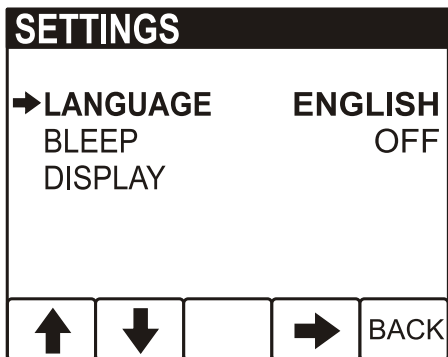 SETTINGS
LANGUAGE ENGLISH
BLEEP OFF
DISPLAY
BACK